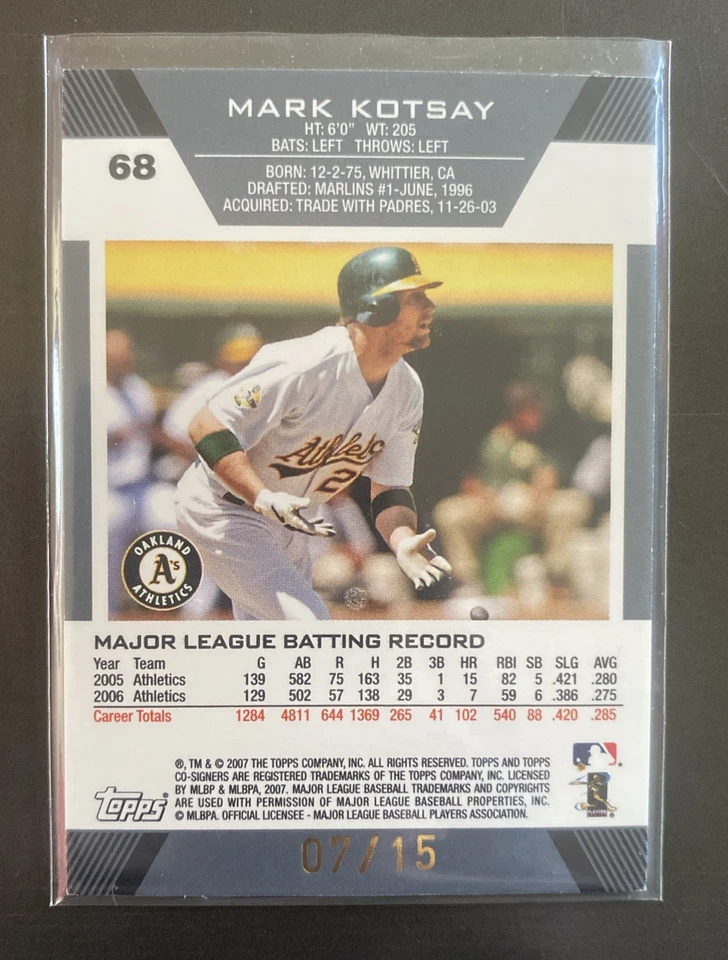 MARK KOTSAY
HT: 6'0" WT: 205
BATS: LEFT THROWS: LEFT
68
BORN: 12-2-75, WHITTIER, CA
DRAFTED: MARLINS #1-JUNE, 1996
ACQUIRED: TRADE WITH PADRES, 11-26-03
Athletics
2
OAKLAND
A's
ATHLETICS
MAJOR LEAGUE BATTING RECORD
Year Team G AB R H 2B 3B HR RBI SB SLG AVG
2005 Athletics 139 582 75 163 35 1 15 82 5 .421 .280
2006 Athletics 129 502 57 138 29 3 7 59 6 .386 .275
Career Totals 1284 4811 644 1369 265 41 102 540 88 .420 .285
®, TM & © 2007 THE TOPPS COMPANY, INC. ALL RIGHTS RESERVED. TOPPS AND TOPPS
CO-SIGNERS ARE REGISTERED TRADEMARKS OF THE TOPPS COMPANY, INC. LICENSED
BY MLBP & MLBPA, 2007. MAJOR LEAGUE BASEBALL TRADEMARKS AND COPYRIGHTS
ARE USED WITH PERMISSION OF MAJOR LEAGUE BASEBALL PROPERTIES, INC.
© MLBPA. OFFICIAL LICENSEE - MAJOR LEAGUE BASEBALL PLAYERS ASSOCIATION.
Topps
07/15